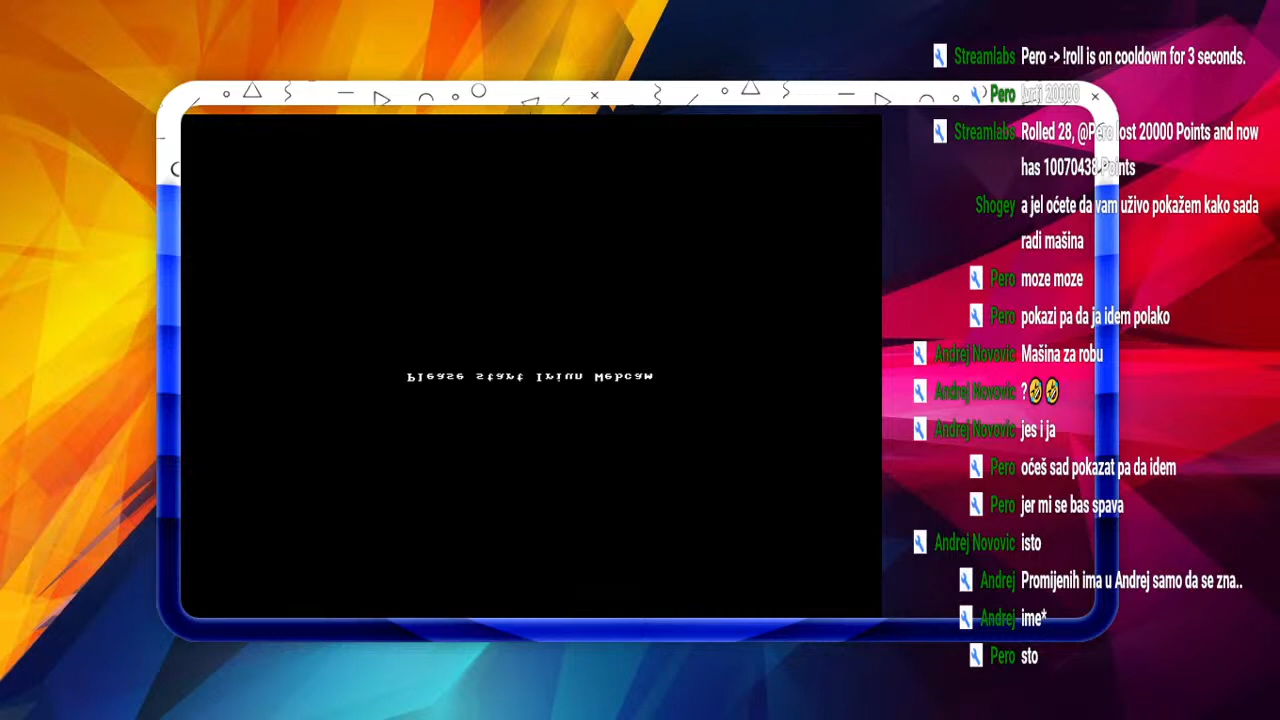 Streamlabs Pero -> !roll is on cooldown for 3 seconds.
Pero 20000
Streamlabs Rolled 28, @Pero lost 20000 Points and now
has 10070438 Points
Shogey a jel oćete da vam uživo pokažem kako sada
radi mašina
Pero moze moze
Pero pokazi pa da ja idem polako
Andrej Novovic Mašina za robu
Andrej Novovic ?🤣🤣
Please start Iriun Webcam
Andrej Novovic jes i ja
Pero oćeš sad pokazat pa da idem
Pero jer mi se bas spava
Andrej Novovic isto
Andrej Promijenih ima u Andrej samo da se zna..
Andrej ime*
Pero sto